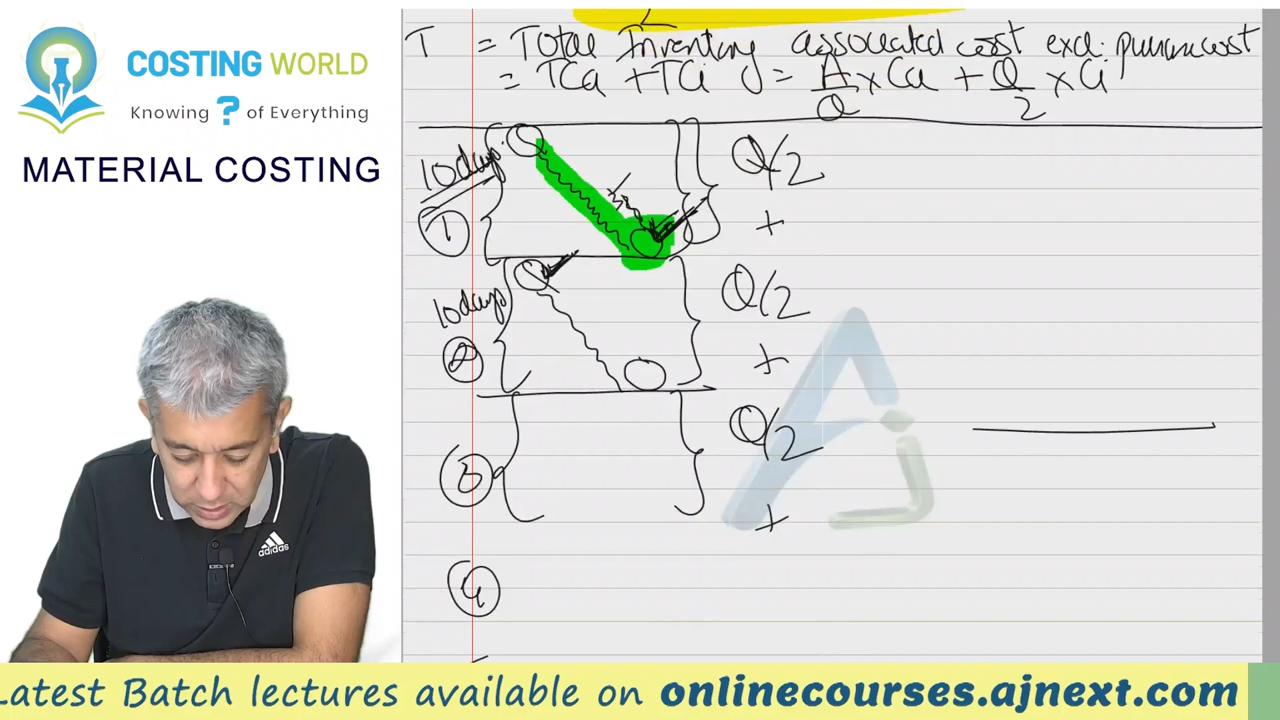 COSTING WORLD
Knowing ? of Everything
MATERIAL COSTING
T = Total Inventory associated cost excl. purchase cost
= TCa + TCi = A/Q x Ca + Q/2 x Ci
10 days
1
Q/2
+
10 days
2
Q
Q/2
+
3
Q/2
+
4
adidas
Latest Batch lectures available on onlinecourses.ajnext.com